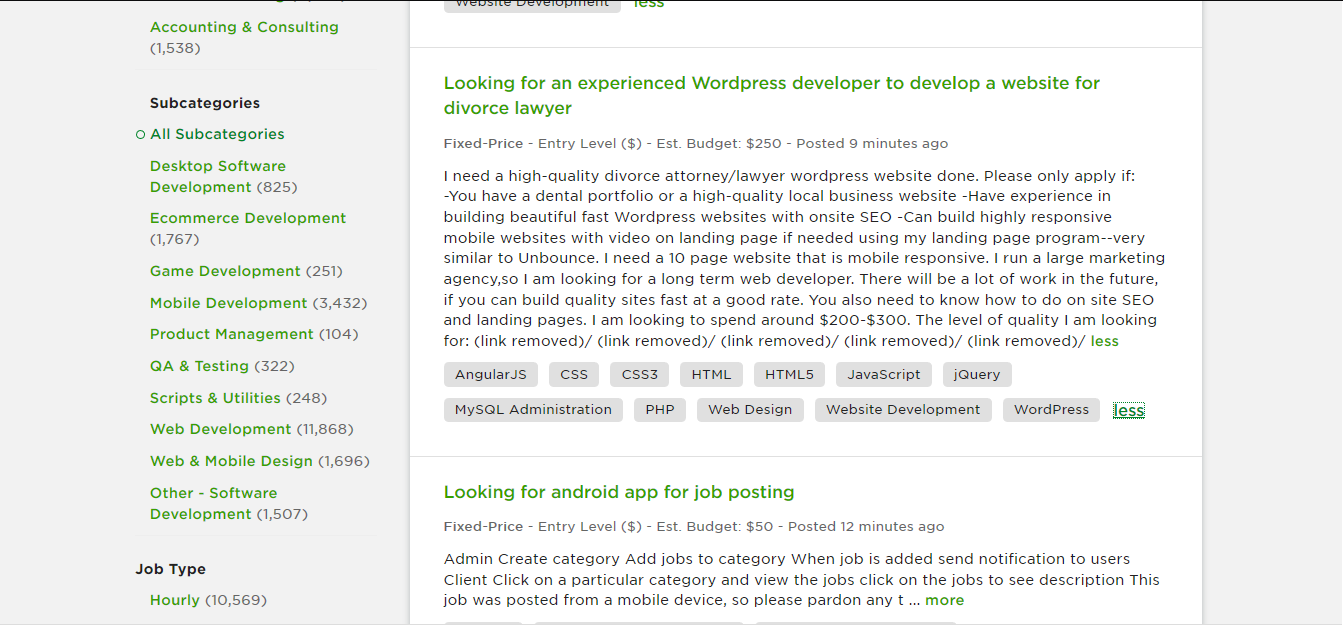 Accounting & Consulting
(1,538)
Subcategories
All Subcategories
Desktop Software
Development (825)
Ecommerce Development
(1,767)
Game Development (251)
Mobile Development (3,432)
Product Management (104)
QA & Testing (322)
Scripts & Utilities (248)
Web Development (11,868)
Web & Mobile Design (1,696)
Other - Software
Development (1,507)
Job Type
Hourly (10,569)
Website Development less
Looking for an experienced Wordpress developer to develop a website for
divorce lawyer
Fixed-Price - Entry Level ($) - Est. Budget: $250 - Posted 9 minutes ago
I need a high-quality divorce attorney/lawyer wordpress website done. Please only apply if:
-You have a dental portfolio or a high-quality local business website -Have experience in
building beautiful fast Wordpress websites with onsite SEO -Can build highly responsive
mobile websites with video on landing page if needed using my landing page program--very
similar to Unbounce. I need a 10 page website that is mobile responsive. I run a large marketing
agency,so I am looking for a long term web developer. There will be a lot of work in the future,
if you can build quality sites fast at a good rate. You also need to know how to do on site SEO
and landing pages. I am looking to spend around $200-$300. The level of quality I am looking
for: (link removed)/ (link removed)/ (link removed)/ (link removed)/ (link removed)/ less
AngularJS CSS CSS3 HTML HTML5 JavaScript jQuery
MySQL Administration PHP Web Design Website Development WordPress less
Looking for android app for job posting
Fixed-Price - Entry Level ($) - Est. Budget: $50 - Posted 12 minutes ago
Admin Create category Add jobs to category When job is added send notification to users
Client Click on a particular category and view the jobs click on the jobs to see description This
job was posted from a mobile device, so please pardon any t ... more